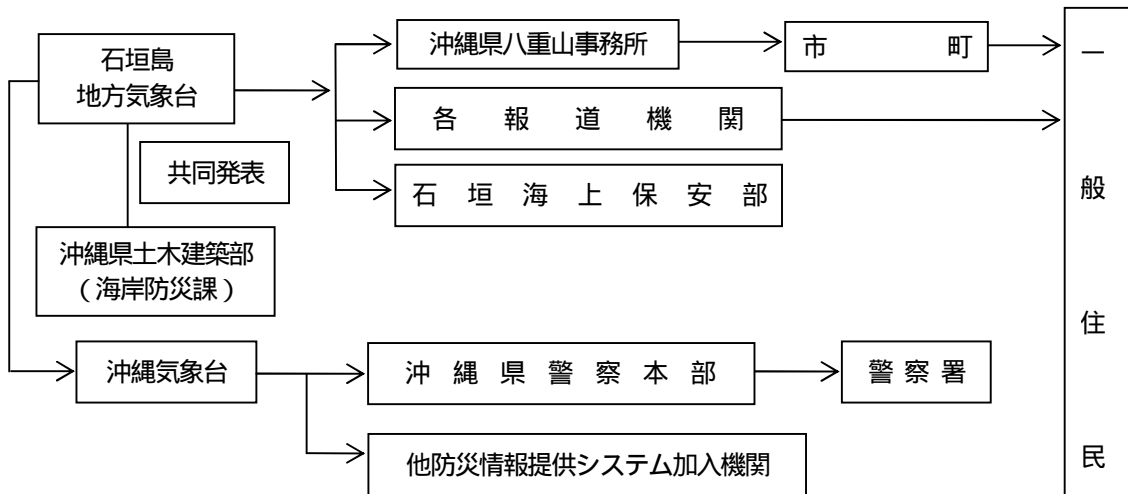 石垣島
地方気象台
共同発表
沖縄県土木建築部
（海岸防災課）
沖縄県八重山事務所
市町
各報道機関
石垣海上保安部
沖縄気象台
沖縄県警察本部
警察署
他防災情報提供システム加入機関
一般住民